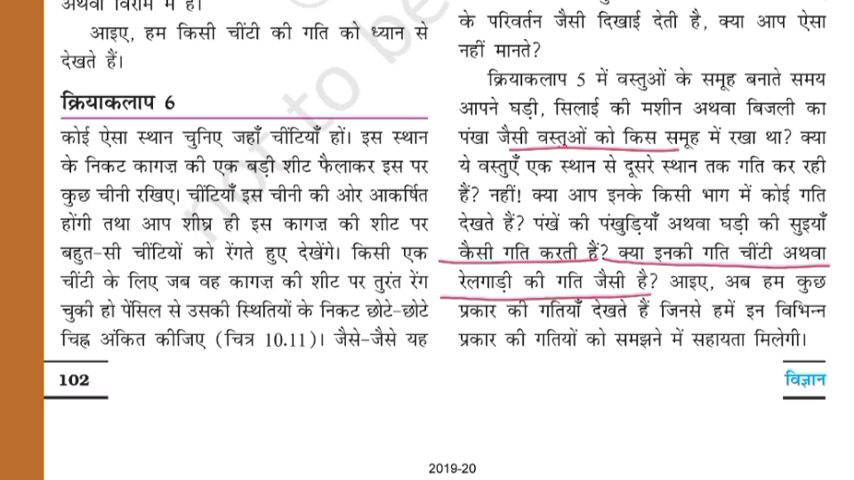 अथवा विराम में है।
आइए, हम किसी चींटी की गति को ध्यान से
देखते हैं।
क्रियाकलाप 6
कोई ऐसा स्थान चुनिए जहाँ चींटियाँ हों। इस स्थान
के निकट कागज़ की एक बड़ी शीट फैलाकर इस पर
कुछ चीनी रखिए। चींटियाँ इस चीनी की ओर आकर्षित
होंगी तथा आप शीघ्र ही इस कागज़ की शीट पर
बहुत-सी चींटियों को रेंगते हुए देखेंगे। किसी एक
चींटी के लिए जब वह कागज़ की शीट पर तुरंत रेंग
चुकी हो पेंसिल से उसकी स्थितियों के निकट छोटे-छोटे
चिह्न अंकित कीजिए (चित्र 10.11)। जैसे-जैसे यह
के परिवर्तन जैसी दिखाई देती है, क्या आप ऐसा
नहीं मानते?
क्रियाकलाप 5 में वस्तुओं के समूह बनाते समय
आपने घड़ी, सिलाई की मशीन अथवा बिजली का
पंखा जैसी वस्तुओं को किस समूह में रखा था? क्या
ये वस्तुएँ एक स्थान से दूसरे स्थान तक गति कर रही
हैं? नहीं! क्या आप इनके किसी भाग में कोई गति
देखते हैं? पंखें की पंखुड़ियाँ अथवा घड़ी की सुइयाँ
कैसी गति करती हैं? क्या इनकी गति चींटी अथवा
रेलगाड़ी की गति जैसी है? आइए, अब हम कुछ
प्रकार की गतियाँ देखते हैं जिनसे हमें इन विभिन्न
प्रकार की गतियों को समझने में सहायता मिलेगी।
102
विज्ञान
2019-20
not to be